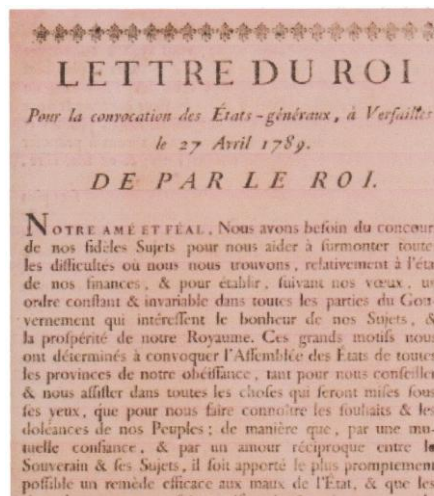 LETTRE DU ROI
Pour la convocation des États-généraux, à Verſailles
le 27 Avril 1789.
DE PAR LE ROI.
NOTRE AMÉ ET FÉAL, Nous avons beſoin du concour
de nos fidèles Sujets pour nous aider à ſurmonter toute
les difficultés où nous nous trouvons, relativement à l'éta
de nos finances, & pour établir, ſuivant nos vœux, un
ordre conſtant & invariable dans toutes les parties du Gou-
vernement qui intéreſſent le bonheur de nos Sujets, &
la proſpérité de notre Royaume. Ces grands motifs nous
ont déterminés à convoquer l'Aſſemblée des États de toutes
les provinces de notre obéiſſance, tant pour nous conſeiller
& nous aſſiſter dans toutes les choſes qui ſeront miſes ſous
ſes yeux, que pour nous faire connoître les ſouhaits & les
doléances de nos Peuples; de manière que, par une mu-
tuelle confiance, & par un amour réciproque entre le
Souverain & ſes Sujets, il ſoit apporté le plus promptement
poſſible un remède efficace aux maux de l'État, & que les